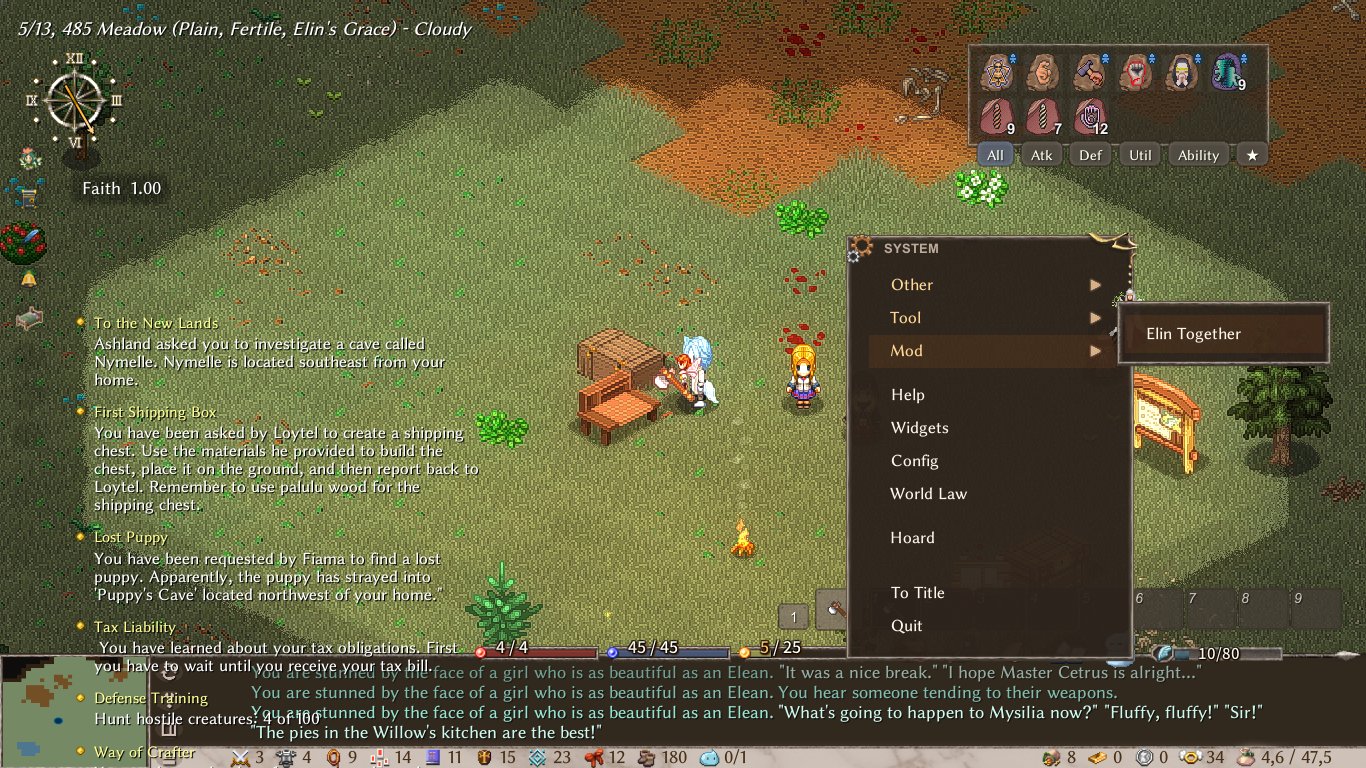 5/13, 485 Meadow (Plain, Fertile, Elin's Grace) - Cloudy
XII
IX
III
VI
Faith 1.00
9
9
7
12
All
Atk
Def
Util
Ability
★
SYSTEM
Other
Tool
Mod
Elin Together
Help
Widgets
Config
World Law
Hoard
To Title
Quit
To the New Lands
Ashland asked you to investigate a cave called
Nymelle. Nymelle is located southeast from your
home.
First Shipping Box
You have been asked by Loytel to create a shipping
chest. Use the materials he provided to build the
chest, place it on the ground, and then report back to
Loytel. Remember to use palulu wood for the
shipping chest.
Lost Puppy
You have been requested by Fiama to find a lost
puppy. Apparently, the puppy has strayed into
'Puppy's Cave' located northwest of your home."
Tax Liability
You have learned about your tax obligations. First
you have to wait until you receive your tax bill.
Defense Training
Hunt hostile creatures: 4 of 100
Way of Crafter
1
6
7
8
9
4 / 4
45 / 45
5 / 25
10/80
You are stunned by the face of a girl who is as beautiful as an Elean. "It was a nice break." "I hope Master Cetrus is alright..."
You are stunned by the face of a girl who is as beautiful as an Elean. You hear someone tending to their weapons.
You are stunned by the face of a girl who is as beautiful as an Elean. "What's going to happen to Mysilia now?" "Fluffy, fluffy!" "Sir!"
"The pies in the Willow's kitchen are the best!"
3 4 9 14 11 15 23 12 180 0/1
8 0 0 34 4,6 / 47,5